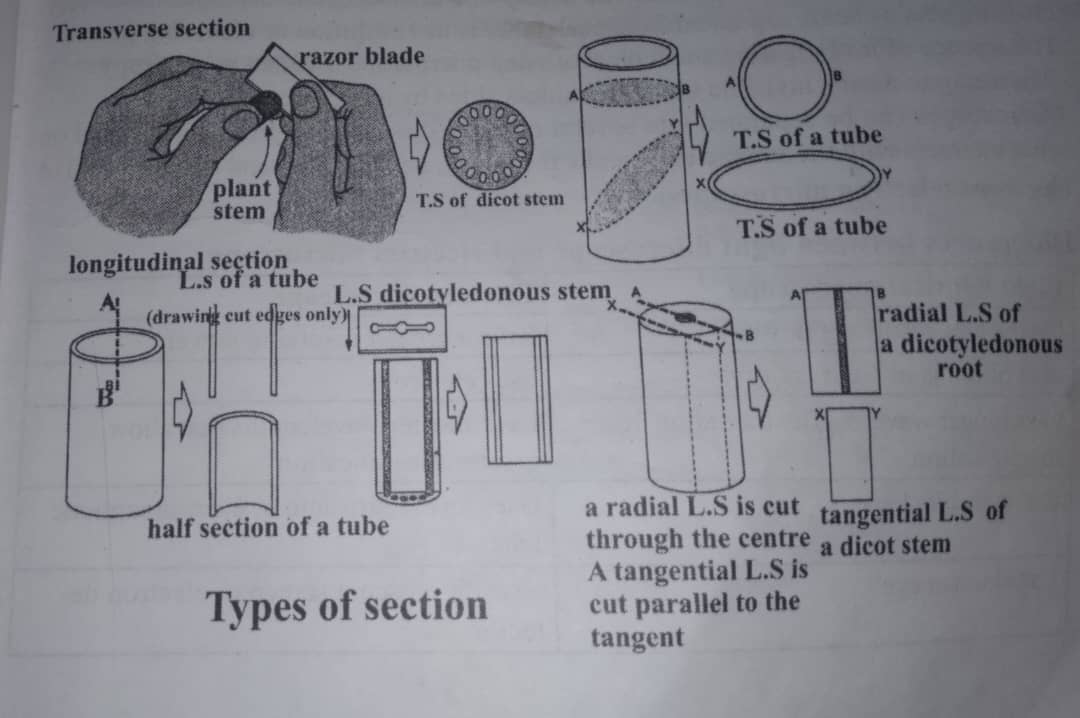 Transverse section
razor blade
plant
stem
T.S of dicot stem
A
B
Y
X
A
B
T.S of a tube
X
Y
T.S of a tube
longitudinal section
L.s of a tube
(drawing cut edges only)
A
B
B
half section of a tube
L.S dicotyledonous stem
A
X
B
Y
A
B
radial L.S of
a dicotyledonous
root
X
Y
a radial L.S is cut
through the centre
A tangential L.S is
cut parallel to the
tangent
tangential L.S of
a dicot stem
Types of section